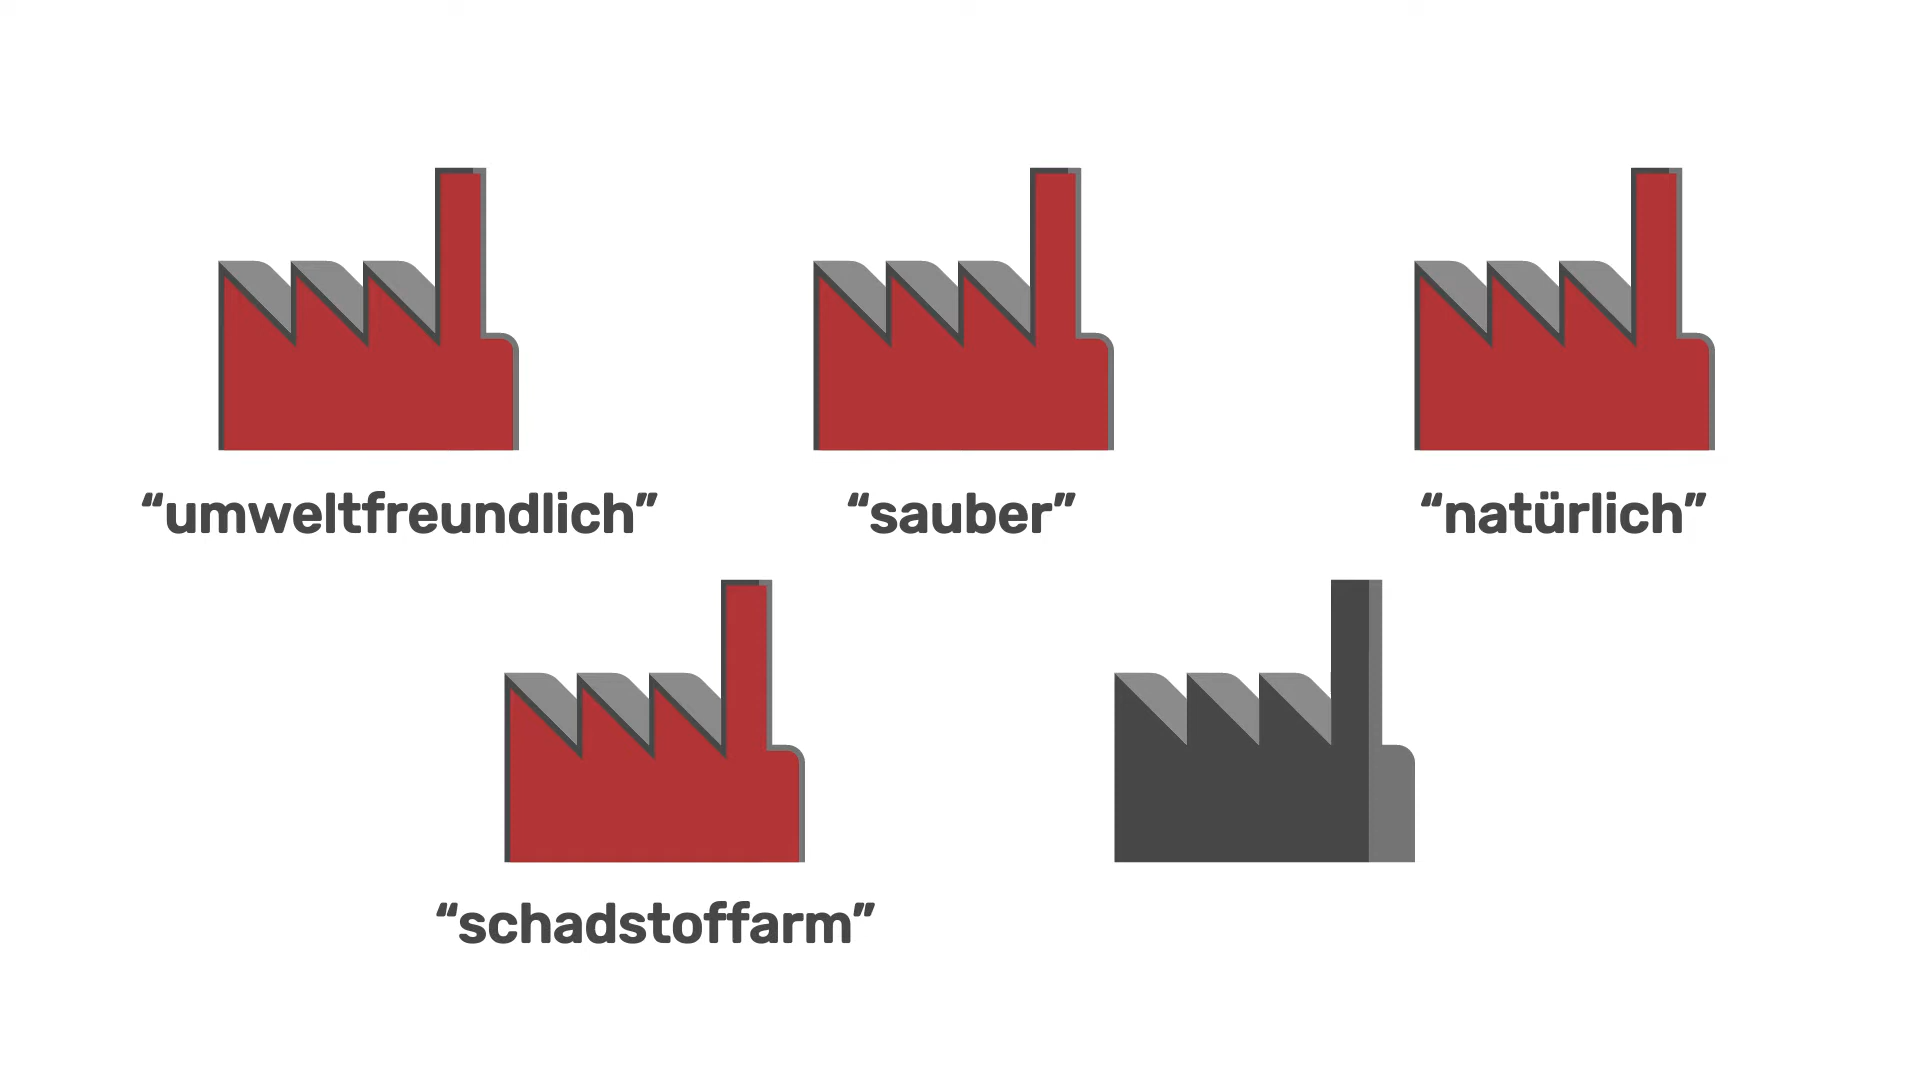 “umweltfreundlich”
“sauber”
“natürlich”
“schadstoffarm”